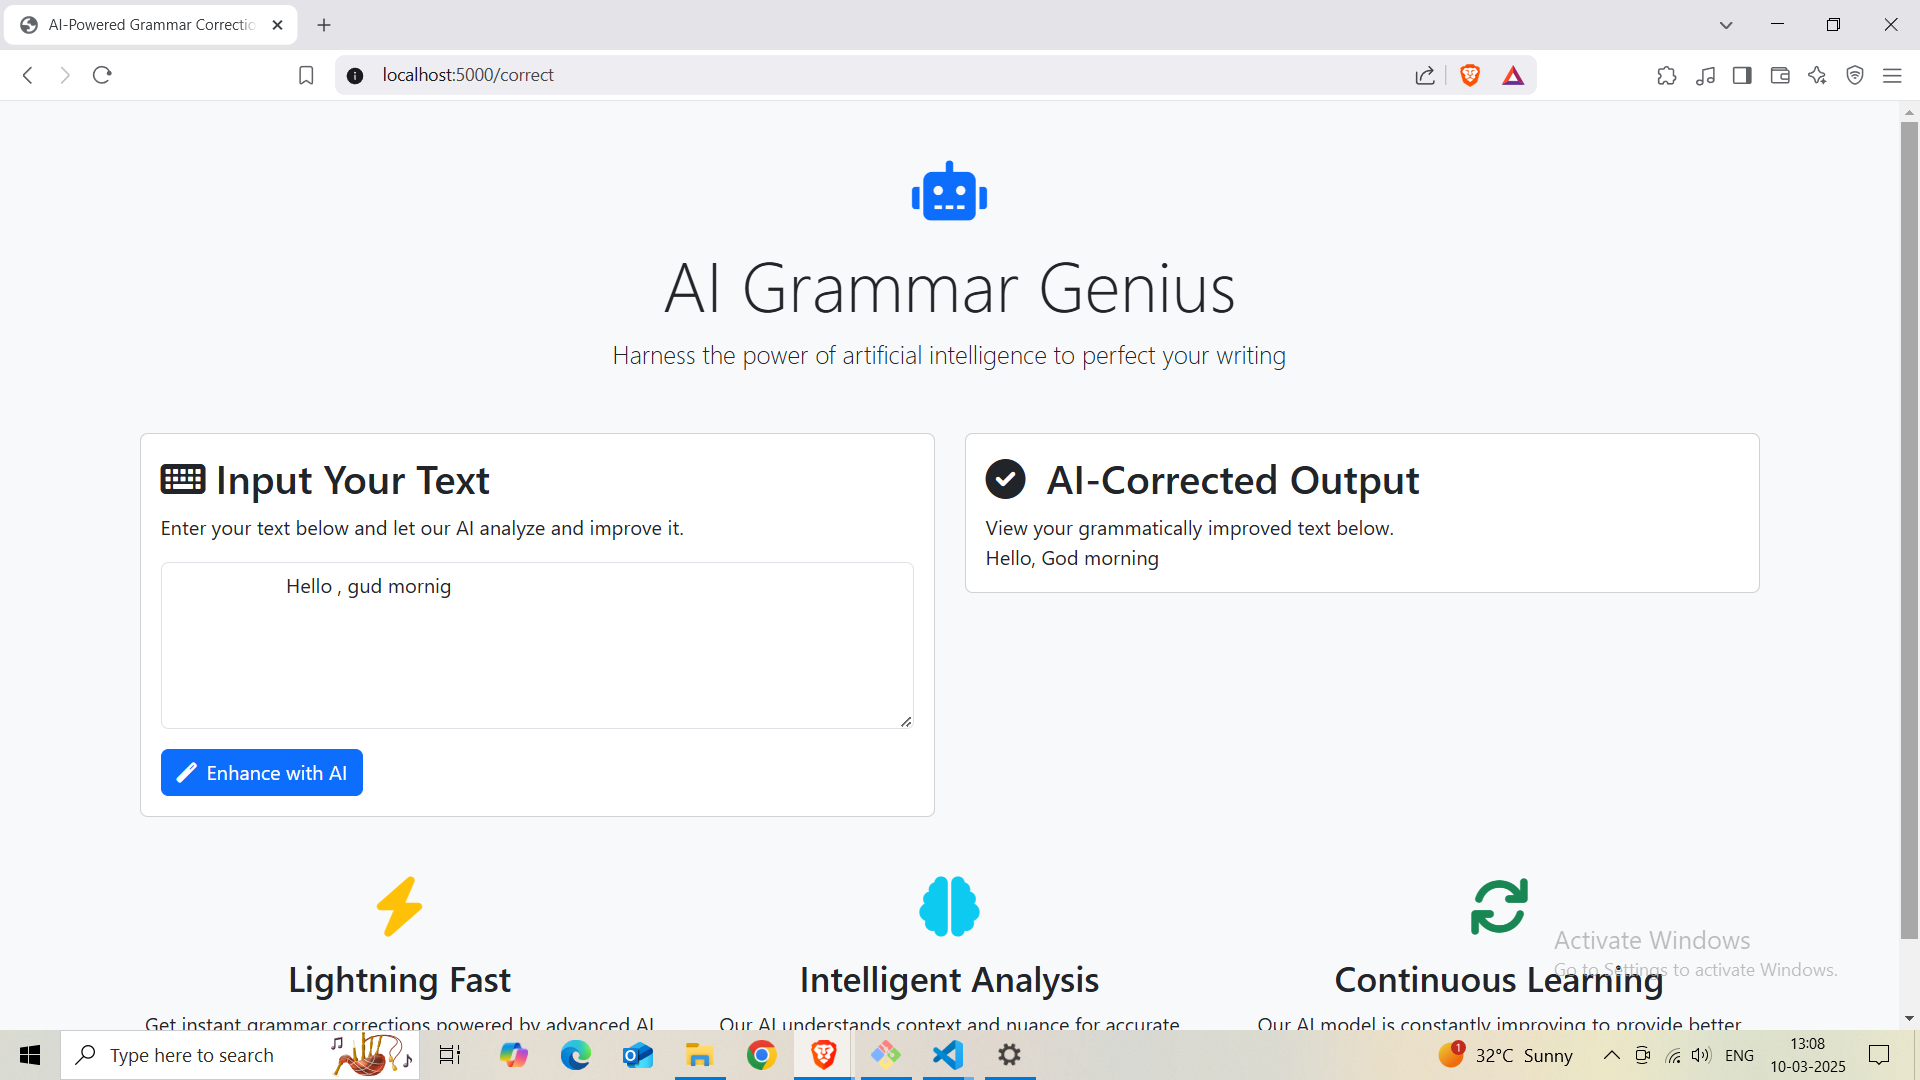 AI-Powered Grammar Correctio
localhost:5000/correct
AI Grammar Genius
Harness the power of artificial intelligence to perfect your writing
Input Your Text
Enter your text below and let our AI analyze and improve it.
Hello , gud mornig
Enhance with AI
AI-Corrected Output
View your grammatically improved text below.
Hello, God morning
Lightning Fast
Get instant grammar corrections powered by advanced AI
Intelligent Analysis
Our AI understands context and nuance for accurate
Continuous Learning
Our AI model is constantly improving to provide better
Activate Windows
Go to Settings to activate Windows.
Type here to search
1
32°C Sunny
ENG
13:08
10-03-2025